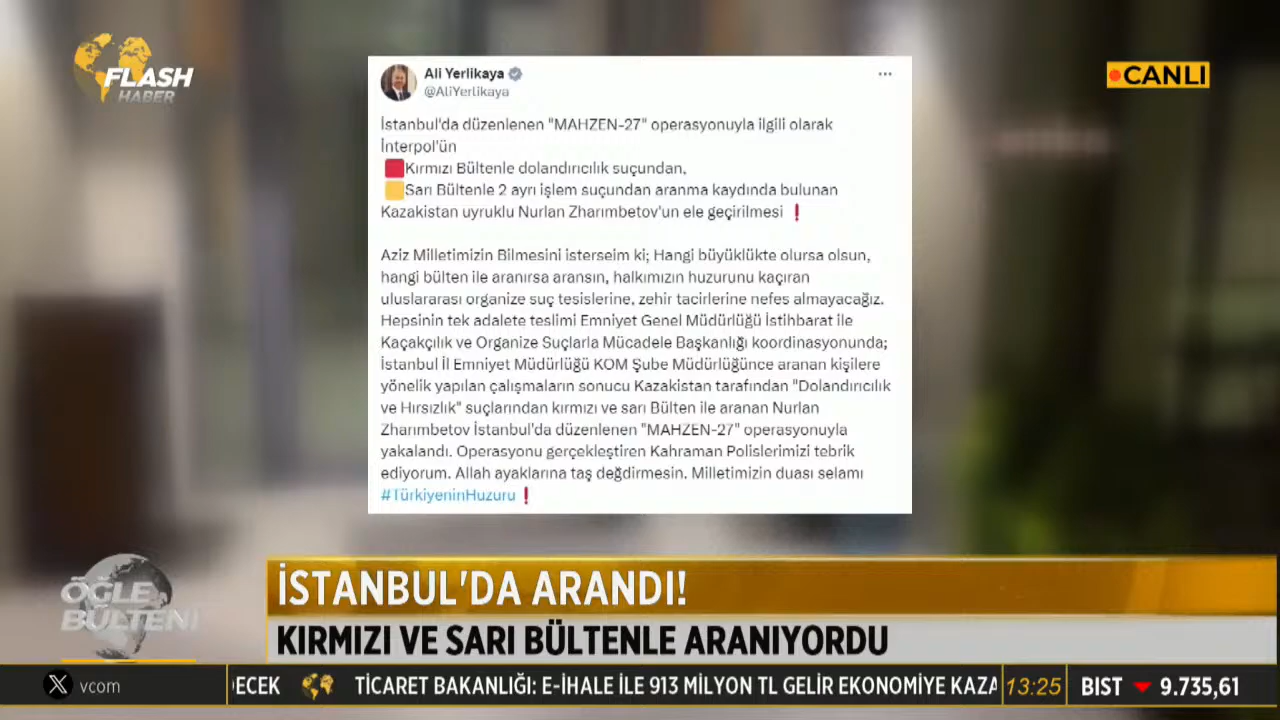 FLASH
HABER
CANLI
Ali Yerlikaya
@AliYerlikaya
İstanbul'da düzenlenen "MAHZEN-27" operasyonuyla ilgili olarak
İnterpol'ün
Kırmızı Bültenle dolandırıcılık suçundan,
Sarı Bültenle 2 ayrı işlem suçundan aranma kaydında bulunan
Kazakistan uyruklu Nurlan Zharımbetov'un ele geçirilmesi ❗
Aziz Milletimizin Bilmesini isterseim ki; Hangi büyüklükte olursa olsun,
hangi bülten ile aranırsa aransın, halkımızın huzurunu kaçıran
uluslararası organize suç tesislerine, zehir tacirlerine nefes almayacağız.
Hepsinin tek adalete teslimi Emniyet Genel Müdürlüğü İstihbarat ile
Kaçakçılık ve Organize Suçlarla Mücadele Başkanlığı koordinasyonunda;
İstanbul İl Emniyet Müdürlüğü KOM Şube Müdürlüğünce aranan kişilere
yönelik yapılan çalışmaların sonucu Kazakistan tarafından "Dolandırıcılık
ve Hırsızlık" suçlarından kırmızı ve sarı Bülten ile aranan Nurlan
Zharımbetov İstanbul'da düzenlenen "MAHZEN-27" operasyonuyla
yakalandı. Operasyonu gerçekleştiren Kahraman Polislerimizi tebrik
ediyorum. Allah ayaklarına taş değdirmesin. Milletimizin duası selamı
#TürkiyeninHuzuru ❗
ÖĞLE
BÜLTENİ
İSTANBUL'DA ARANDI!
KIRMIZI VE SARI BÜLTENLE ARANIYORDU
vcom
ECEK TİCARET BAKANLIĞI: E-İHALE İLE 913 MİLYON TL GELİR EKONOMİYE KAZA
13:25
BIST 9.735,61